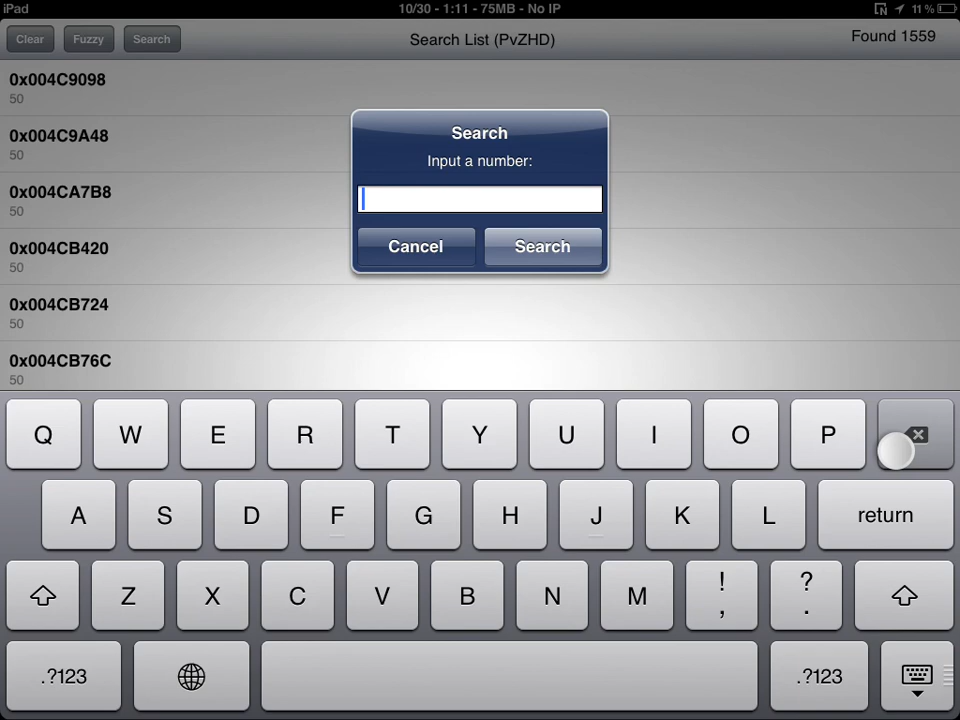 iPad 10/30 - 1:11 - 75MB - No IP 11 %
Clear Fuzzy Search Search List (PvZHD) Found 1559
0x004C9098
50
0x004C9A48
50
0x004CA7B8
50
0x004CB420
50
0x004CB724
50
0x004CB76C
50
Search
Input a number:
Cancel Search
Q W E R T Y U I O P
A S D F G H J K L return
Z X C V B N M ! , ? .
.?123 .?123